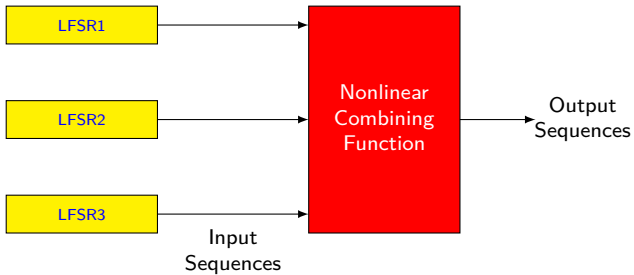 LFSR1
LFSR2
LFSR3
Nonlinear
Combining
Function
Input
Sequences
Output
Sequences